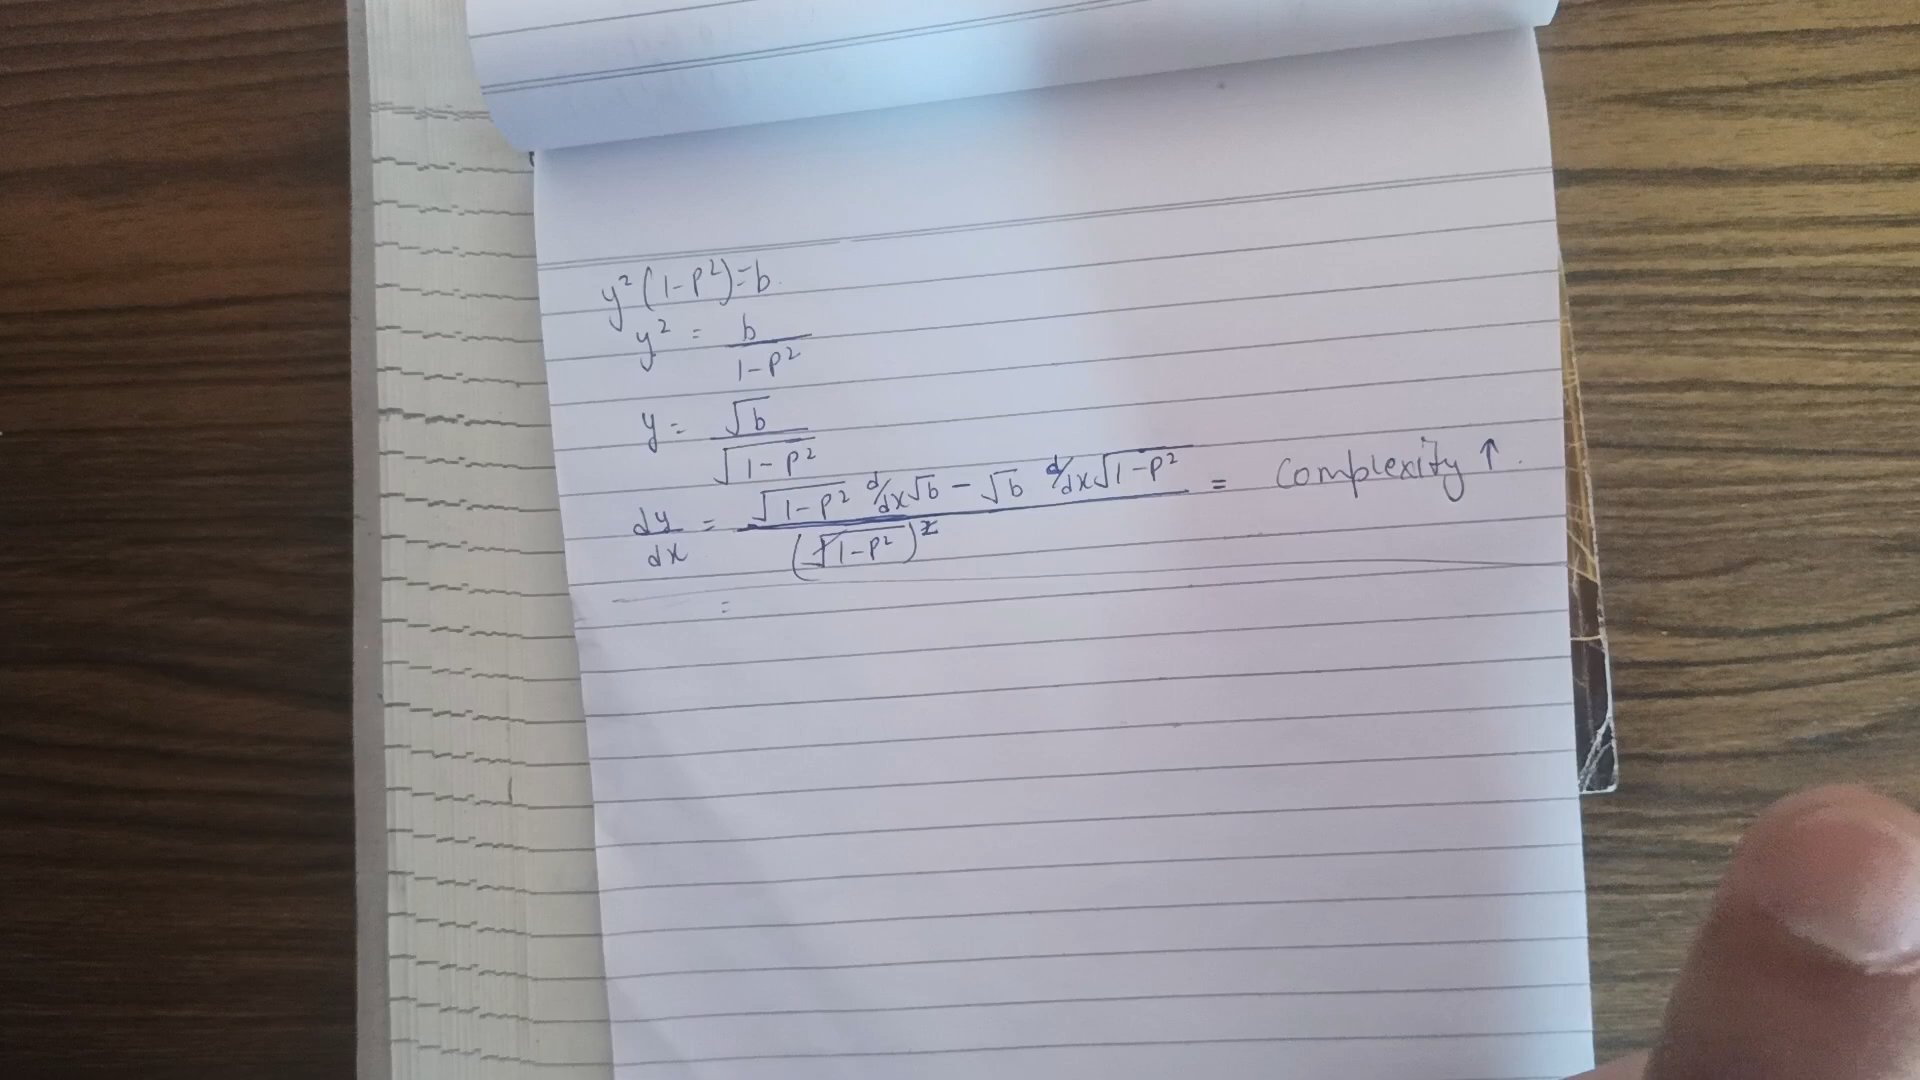 y²(1-p²)=b
y² = b/(1-p²)
y = √b/√(1-p²)
dy/dx = (√(1-p²) d/dx√b - √b d/dx√(1-p²))/(√(1-p²))² = Complexity ↑.
=